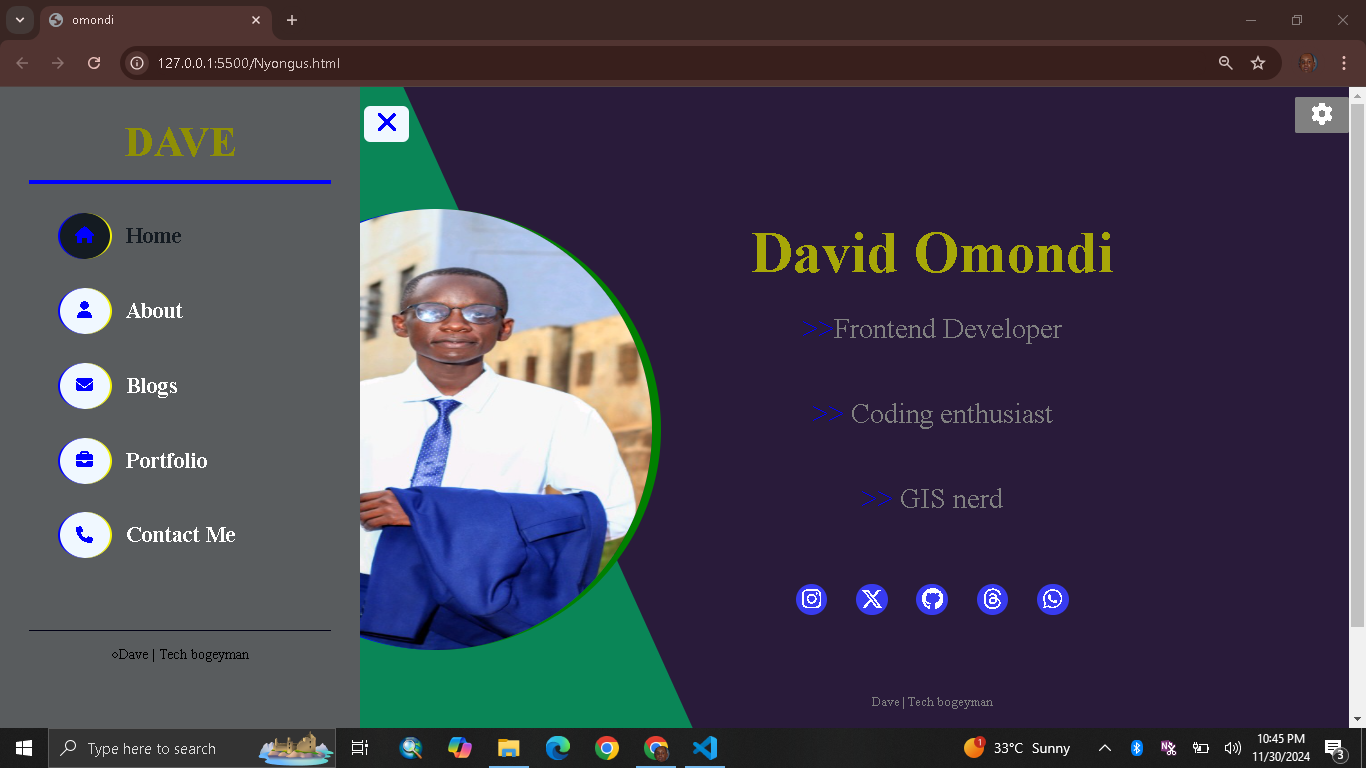 omondi
127.0.0.1:5500/Nyongus.html
DAVE
Home
About
Blogs
Portfolio
Contact Me
Dave | Tech bogeyman
David Omondi
>>Frontend Developer
>> Coding enthusiast
>> GIS nerd
Dave | Tech bogeyman
Type here to search
1
33°C Sunny
10:45 PM
11/30/2024
3